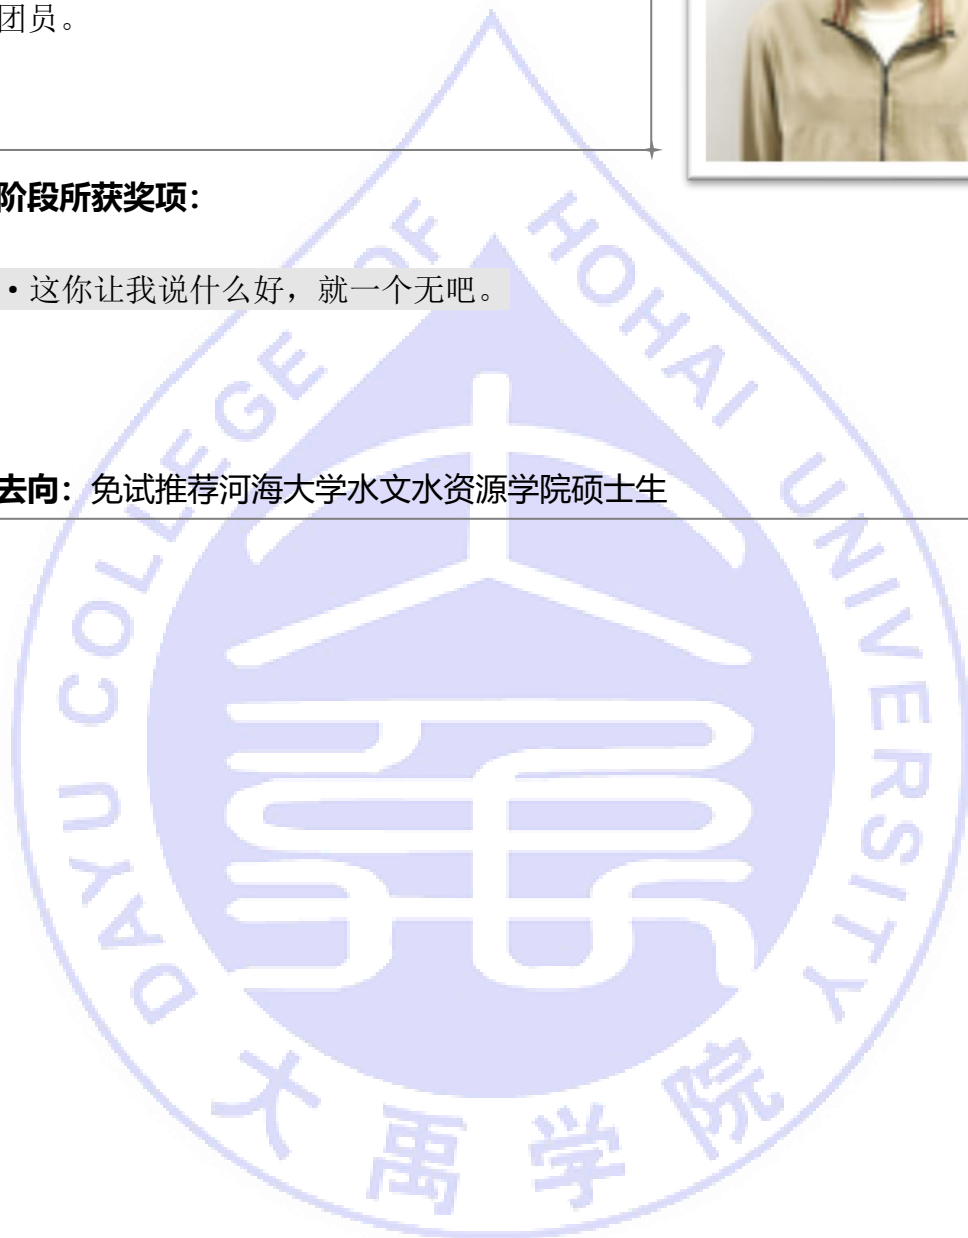 团员。
阶段所获奖项：
·这你让我说什么好，就一个无吧。
去向：免试推荐河海大学水文水资源学院硕士生
DAYU COLLEGE OF HOHAI UNIVERSITY
大禹学院